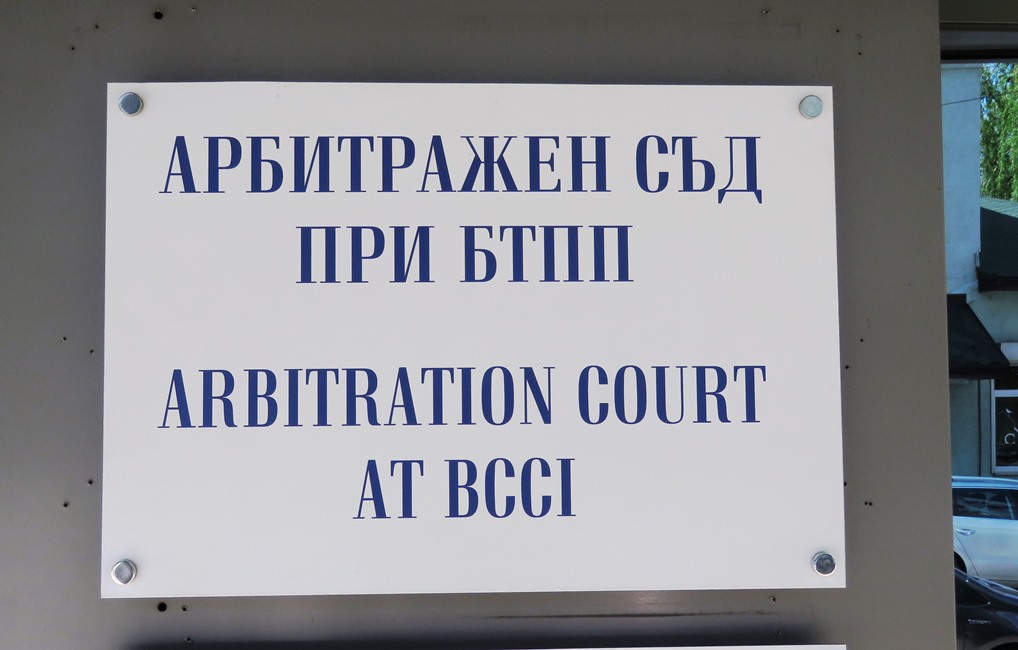 АРБИТРАЖЕН СЪД
ПРИ БТПП
ARBITRATION COURT
AT BCCI